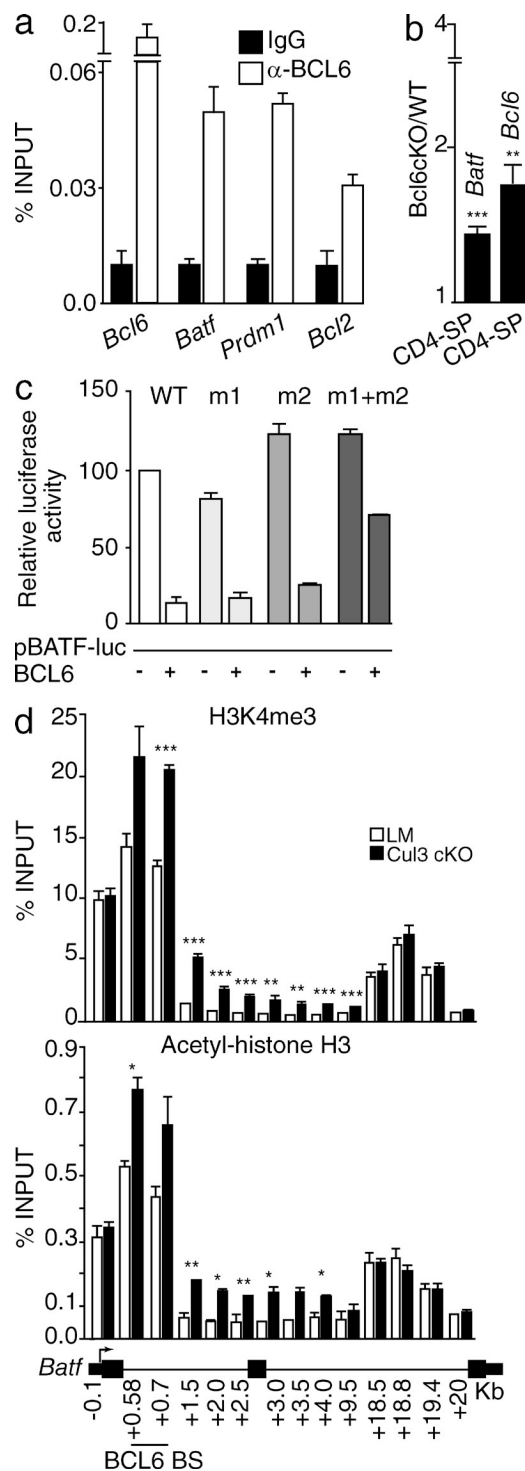 a
0.2
IgG
α-BCL6
0.06
0.03
0.0
% INPUT
Bcl6
Batf
Prdm1
Bcl2
b
4
2
1
Bcl6cKO/WT
Batf
Bcl6
***
**
CD4-SP
CD4-SP
c
150
WT
m1
m2
m1+m2
100
50
0
Relative luciferase
activity
pBATF-luc
BCL6
- + - + - + - +
d
H3K4me3
25
20
15
10
5
0
% INPUT
***
LM
Cul3 cKO
*** *** *** ** ** *** ***
Acetyl-histone H3
0.9
0.7
0.5
0.3
0.1
0.0
% INPUT
*
** * ** * *
Batf
Kb
-0.1
+0.58
+0.7
+1.5
+2.0
+2.5
+3.0
+3.5
+4.0
+9.5
+18.5
+18.8
+19.4
+20
BCL6 BS